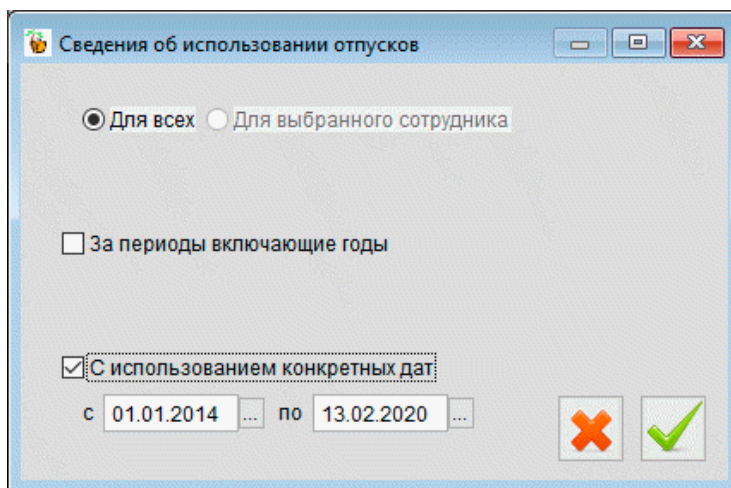 Сведения об использовании отпусков
Для всех Для выбранного сотрудника
За периоды включающие годы
С использованием конкретных дат
с 01.01.2014 ... по 13.02.2020 ...